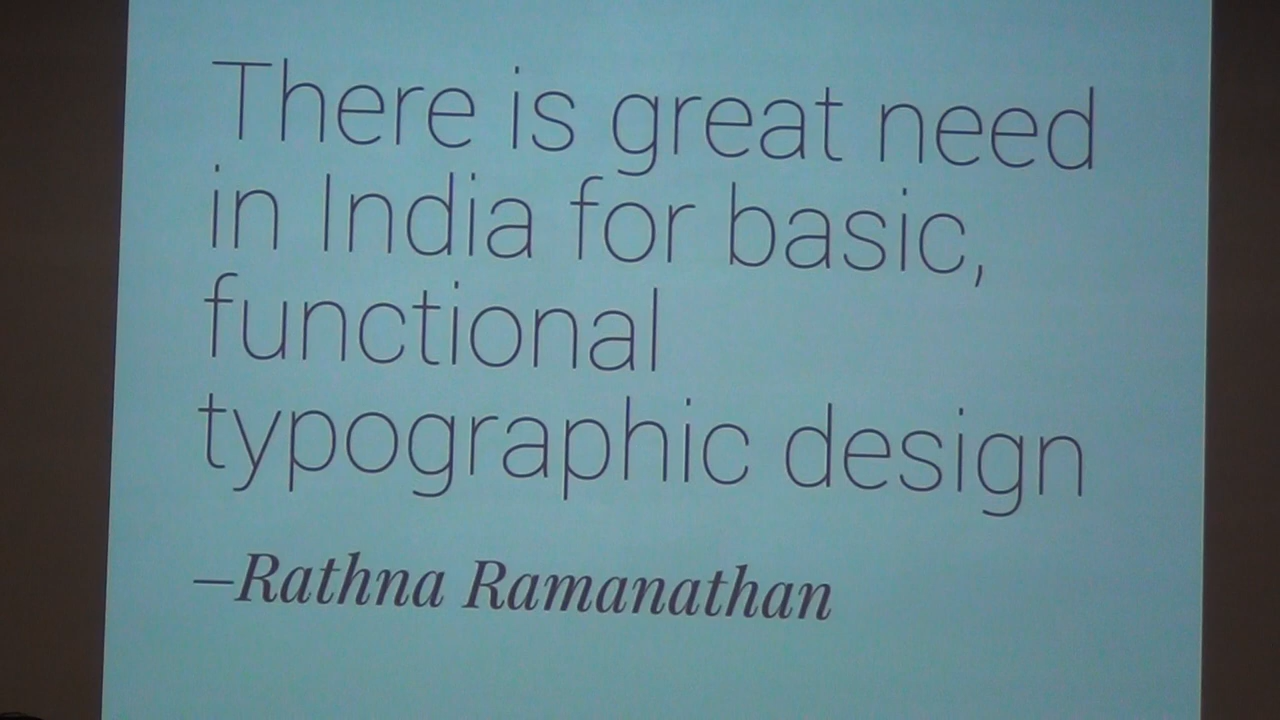 There is great need
in India for basic,
functional
typographic design
–Rathna Ramanathan